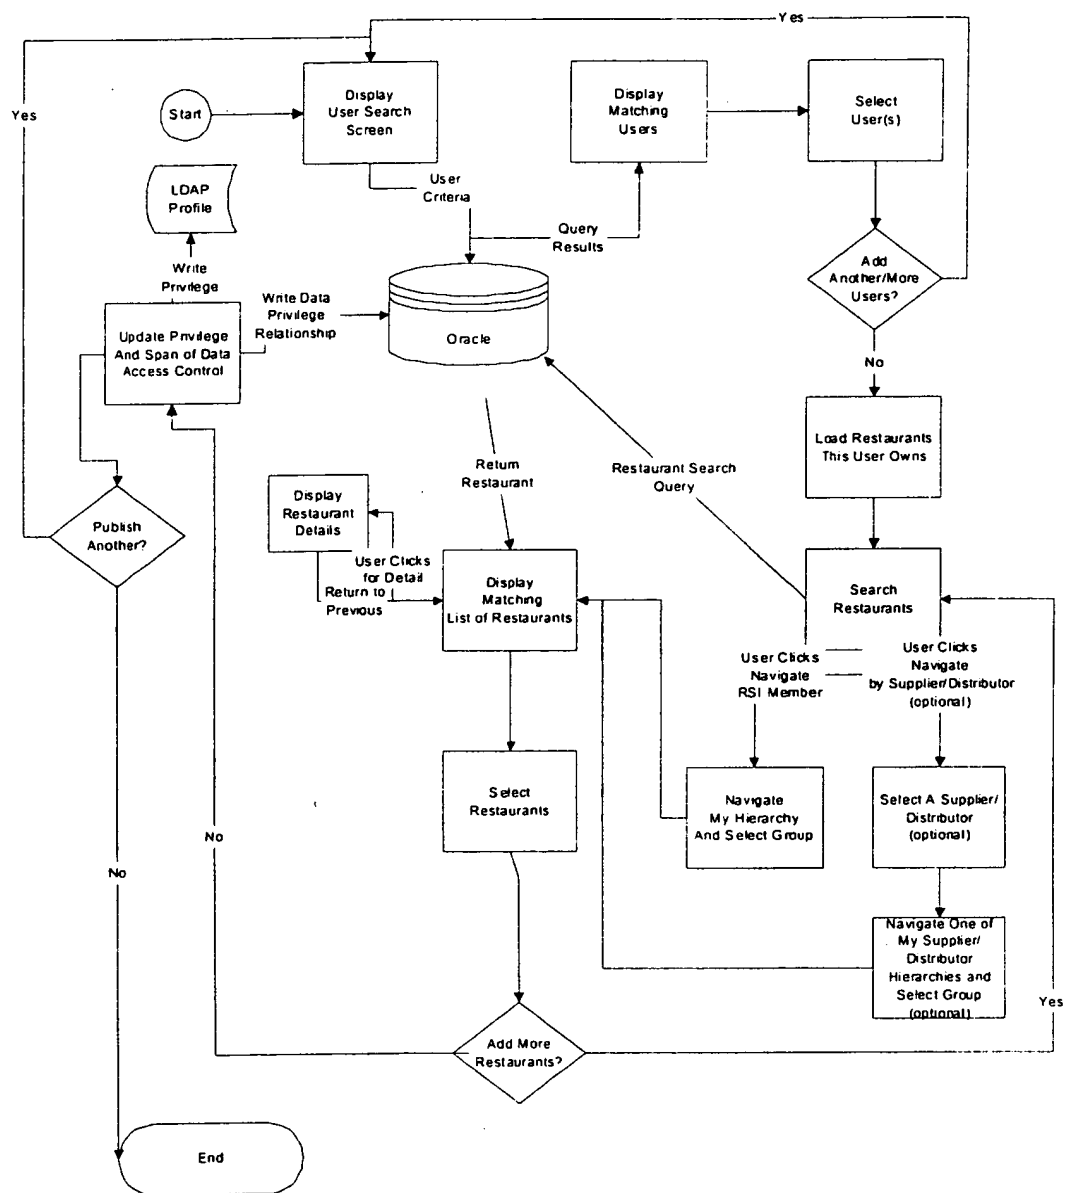 Yes
Yes
Start
Display
User Search
Screen
Display
Matching
Users
Select
User(s)
LDAP
Profile
User
Criteria
Query
Results
Write
Privilege
Write Data
Privilege
Relationship
Oracle
Add
Another/More
Users?
Update Privilege
And Span of Data
Access Control
No
Load Restaurants
This User Owns
Return
Restaurant
Restaurant Search
Query
Display
Restaurant
Details
Publish
Another?
User Clicks
for Detail
Return to
Previous
Display
Matching
List of Restaurants
Search
Restaurants
User Clicks
Navigate
RSI Member
User Clicks
Navigate
by Supplier/Distributor
(optional)
Select
Restaurants
Navigate
My Hierarchy
And Select Group
Select A Supplier/
Distributor
(optional)
No
No
Navigate One of
My Supplier/
Distributor
Hierarchies and
Select Group
(optional)
Yes
Add More
Restaurants?
End